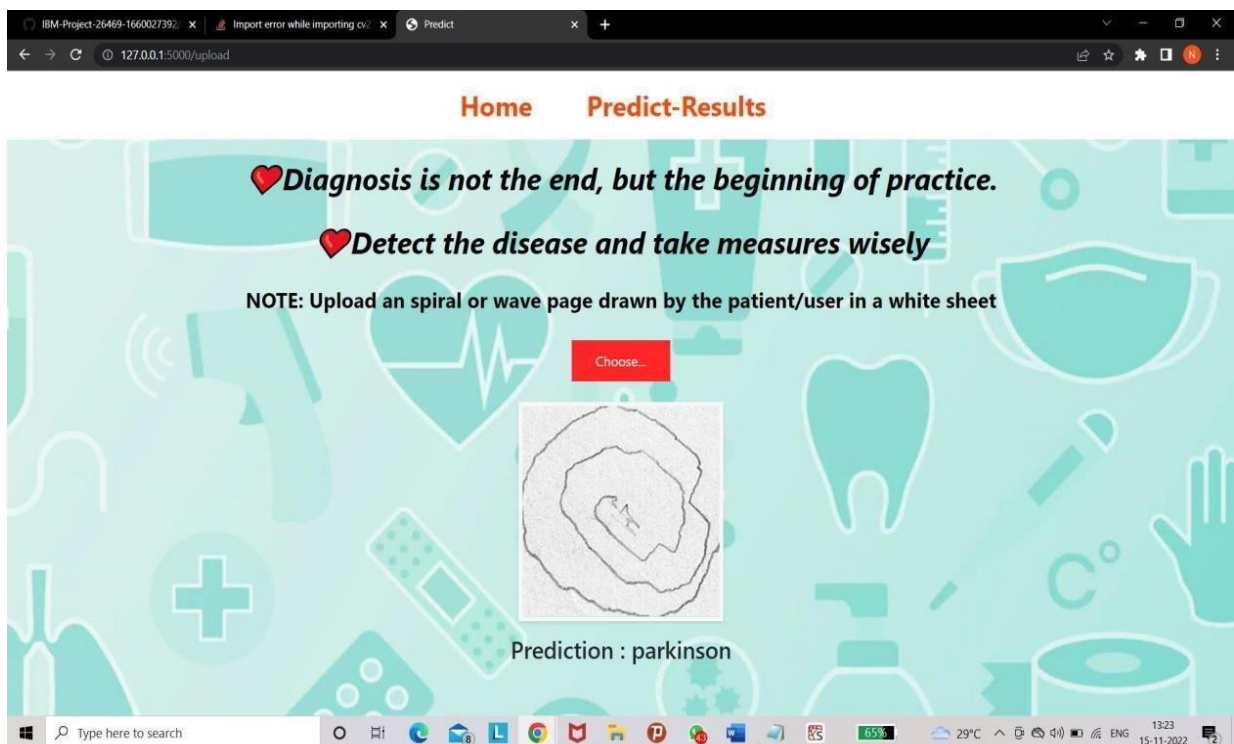 IBM-Project-26469-1660027392/
Import error while importing cv2
Predict
127.0.0.1:5000/upload
N
Home Predict-Results
Diagnosis is not the end, but the beginning of practice.
Detect the disease and take measures wisely
NOTE: Upload an spiral or wave page drawn by the patient/user in a white sheet
Choose...
C°
Prediction : parkinson
Type here to search
8
L
65%
29°C
ENG
13:23
15-11-2022
2